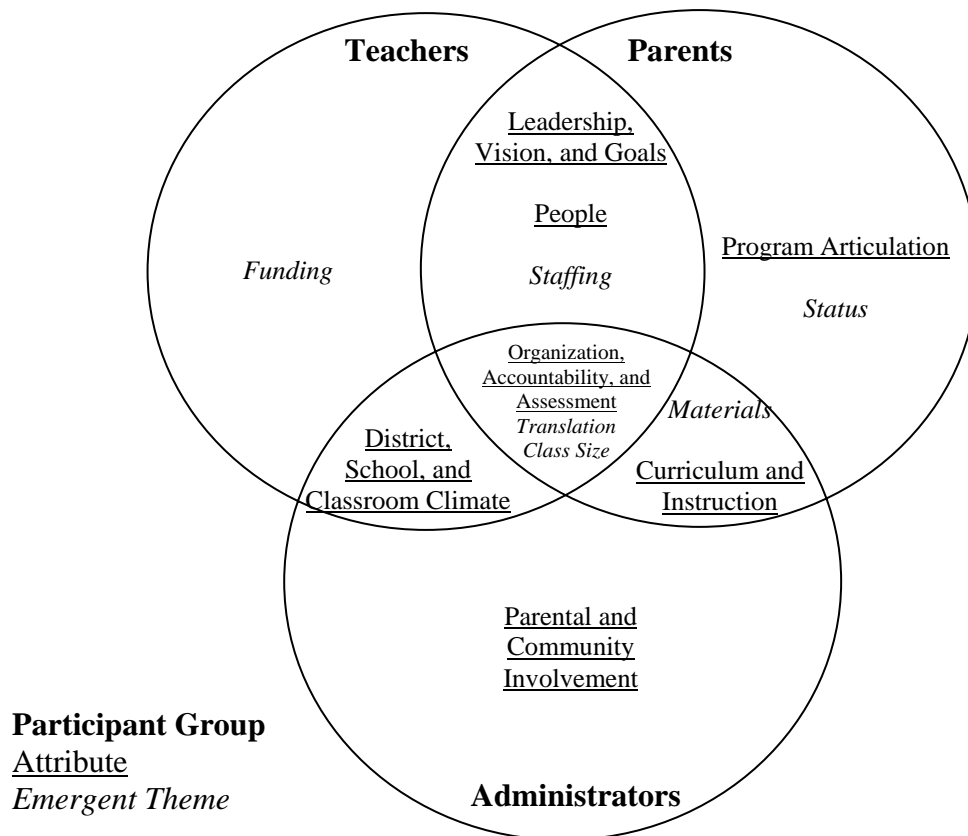 Teachers
Parents
Leadership,
Vision, and Goals
People
Staffing
Funding
Program Articulation
Status
Organization,
Accountability, and
Assessment
Translation
Class Size
Materials
District,
School, and
Classroom Climate
Curriculum and
Instruction
Parental and
Community
Involvement
Administrators
Participant Group
Attribute
Emergent Theme